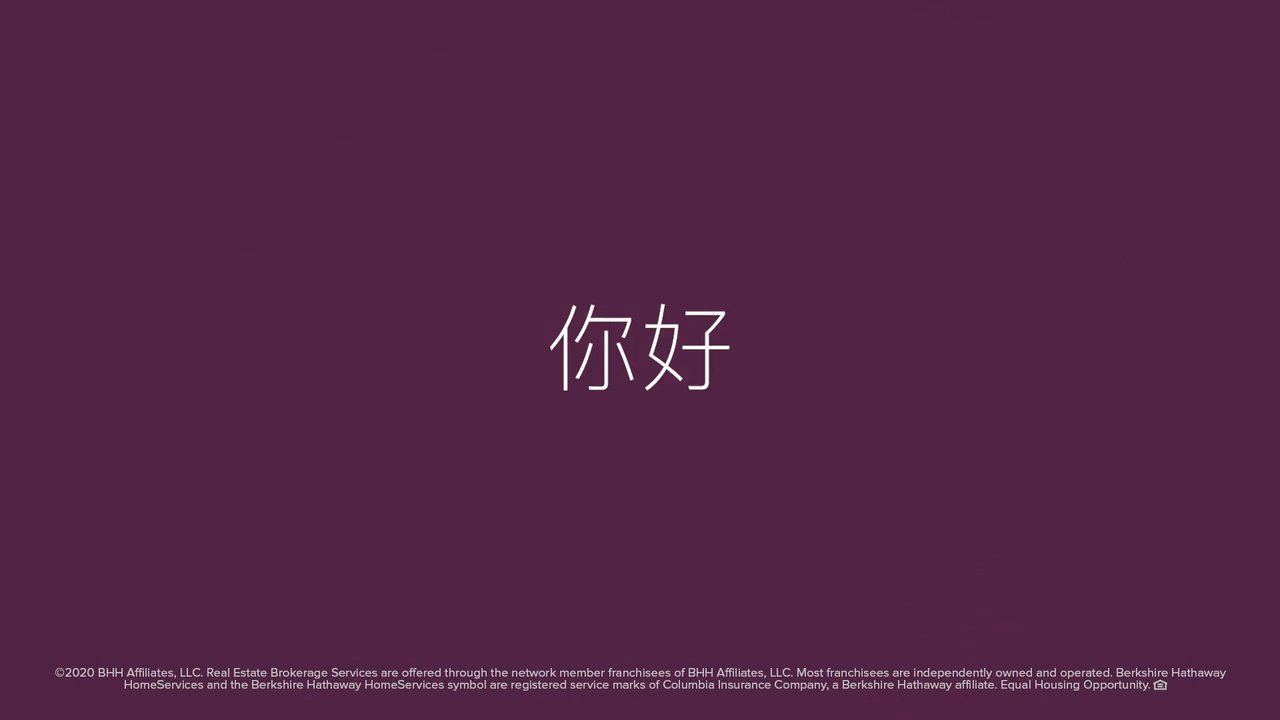 你好
©2020 BHH Affiliates, LLC. Real Estate Brokerage Services are offered through the network member franchisees of BHH Affiliates, LLC. Most franchisees are independently owned and operated. Berkshire Hathaway
HomeServices and the Berkshire Hathaway HomeServices symbol are registered service marks of Columbia Insurance Company, a Berkshire Hathaway affiliate. Equal Housing Opportunity.